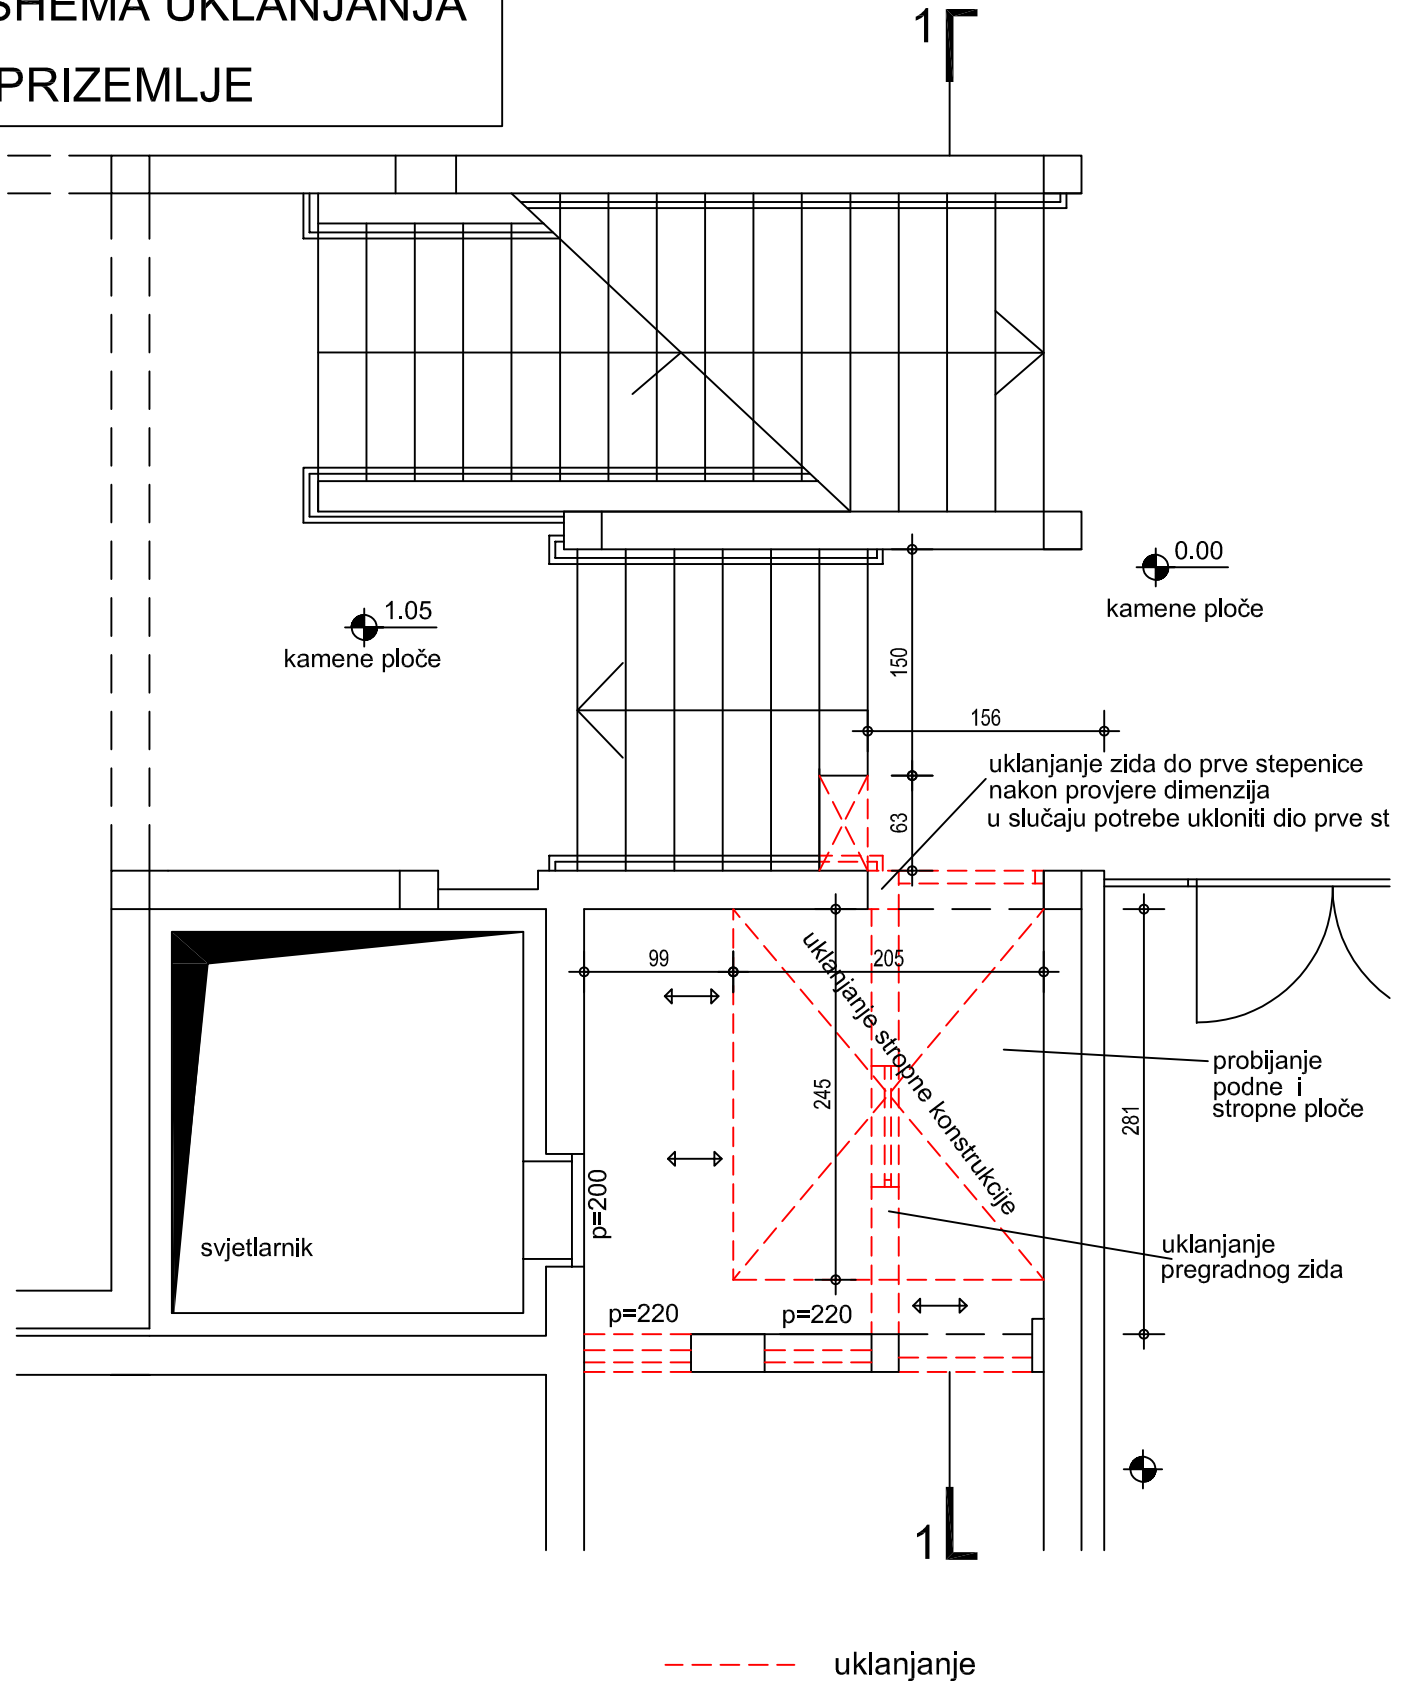 SHEMA UKLANJANJA
PRIZEMLJE
1
0.00
kamene ploče
1.05
kamene ploče
150
156
uklanjanje zida do prve stepenice
nakon provjere dimenzija
u slučaju potrebe ukloniti dio prve st
63
99
205
uklanjanje stropne konstrukcije
245
probijanje
podne i
stropne ploče
281
p=200
svjetlarnik
uklanjanje
pregradnog zida
p=220
p=220
1
uklanjanje